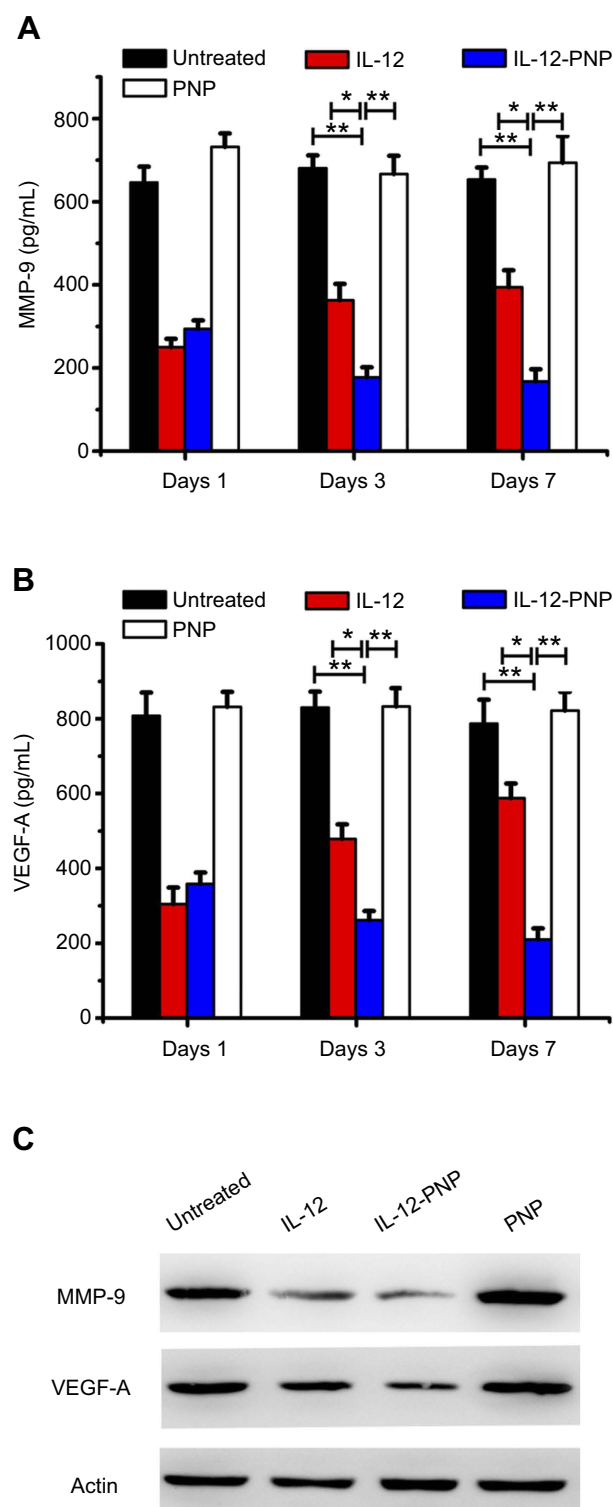 A
Untreated IL-12 IL-12-PNP
PNP
* ** * **
** **
800
600
400
200
0
MMP-9 (pg/mL)
Days 1 Days 3 Days 7
B
Untreated IL-12 IL-12-PNP
PNP
* ** * **
** **
1000
800
600
400
200
0
VEGF-A (pg/mL)
Days 1 Days 3 Days 7
C
Untreated IL-12 IL-12-PNP PNP
MMP-9
VEGF-A
Actin